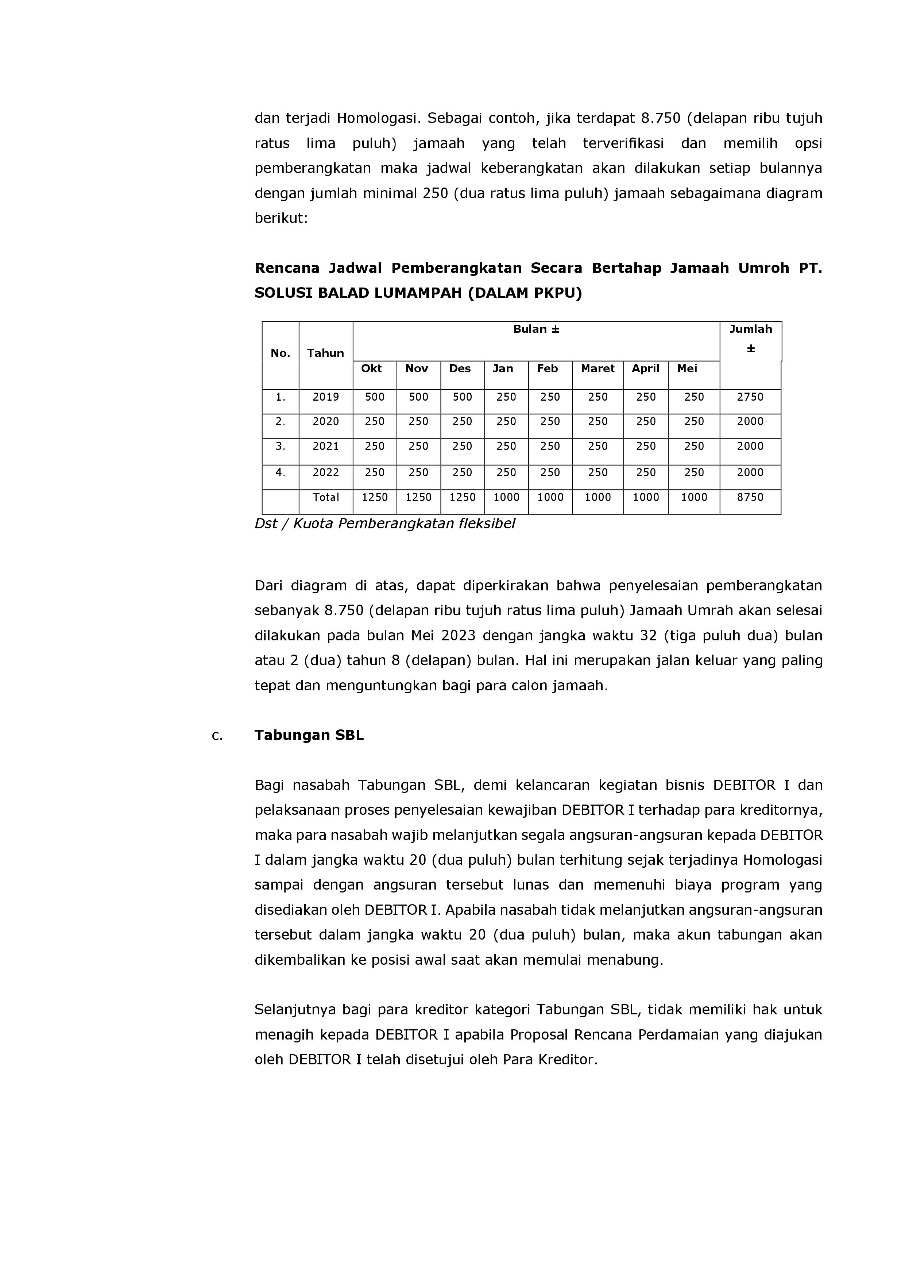 dan terjadi Homologasi. Sebagai contoh, jika terdapat 8.750 (delapan ribu tujuh
ratus lima puluh) jamaah yang telah terverifikasi dan memilih opsi
pemberangkatan maka jadwal keberangkatan akan dilakukan setiap bulannya
dengan jumlah minimal 250 (dua ratus lima puluh) jamaah sebagaimana diagram
berikut:
Rencana Jadwal Pemberangkatan Secara Bertahap Jamaah Umroh PT.
SOLUSI BALAD LUMAMPAH (DALAM PKPU)
No. Tahun Bulan ± Jumlah ±
Okt Nov Des Jan Feb Maret April Mei
1. 2019 500 500 500 250 250 250 250 250 2750
2. 2020 250 250 250 250 250 250 250 250 2000
3. 2021 250 250 250 250 250 250 250 250 2000
4. 2022 250 250 250 250 250 250 250 250 2000
Total 1250 1250 1250 1000 1000 1000 1000 1000 8750
Dst / Kuota Pemberangkatan fleksibel
Dari diagram di atas, dapat diperkirakan bahwa penyelesaian pemberangkatan
sebanyak 8.750 (delapan ribu tujuh ratus lima puluh) Jamaah Umrah akan selesai
dilakukan pada bulan Mei 2023 dengan jangka waktu 32 (tiga puluh dua) bulan
atau 2 (dua) tahun 8 (delapan) bulan. Hal ini merupakan jalan keluar yang paling
tepat dan menguntungkan bagi para calon jamaah.
c. Tabungan SBL
Bagi nasabah Tabungan SBL, demi kelancaran kegiatan bisnis DEBITOR I dan
pelaksanaan proses penyelesaian kewajiban DEBITOR I terhadap para kreditornya,
maka para nasabah wajib melanjutkan segala angsuran-angsuran kepada DEBITOR
I dalam jangka waktu 20 (dua puluh) bulan terhitung sejak terjadinya Homologasi
sampai dengan angsuran tersebut lunas dan memenuhi biaya program yang
disediakan oleh DEBITOR I. Apabila nasabah tidak melanjutkan angsuran-angsuran
tersebut dalam jangka waktu 20 (dua puluh) bulan, maka akun tabungan akan
dikembalikan ke posisi awal saat akan memulai menabung.
Selanjutnya bagi para kreditor kategori Tabungan SBL, tidak memiliki hak untuk
menagih kepada DEBITOR I apabila Proposal Rencana Perdamaian yang diajukan
oleh DEBITOR I telah disetujui oleh Para Kreditor.